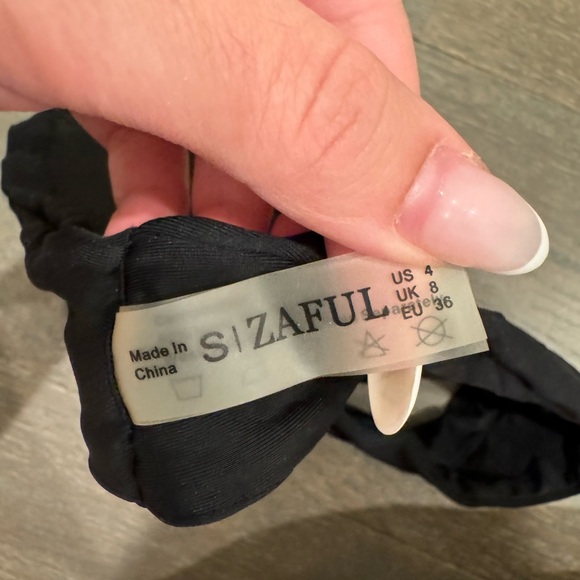 Made In
China
S | ZAFUL
US 4
UK 8
EU 36